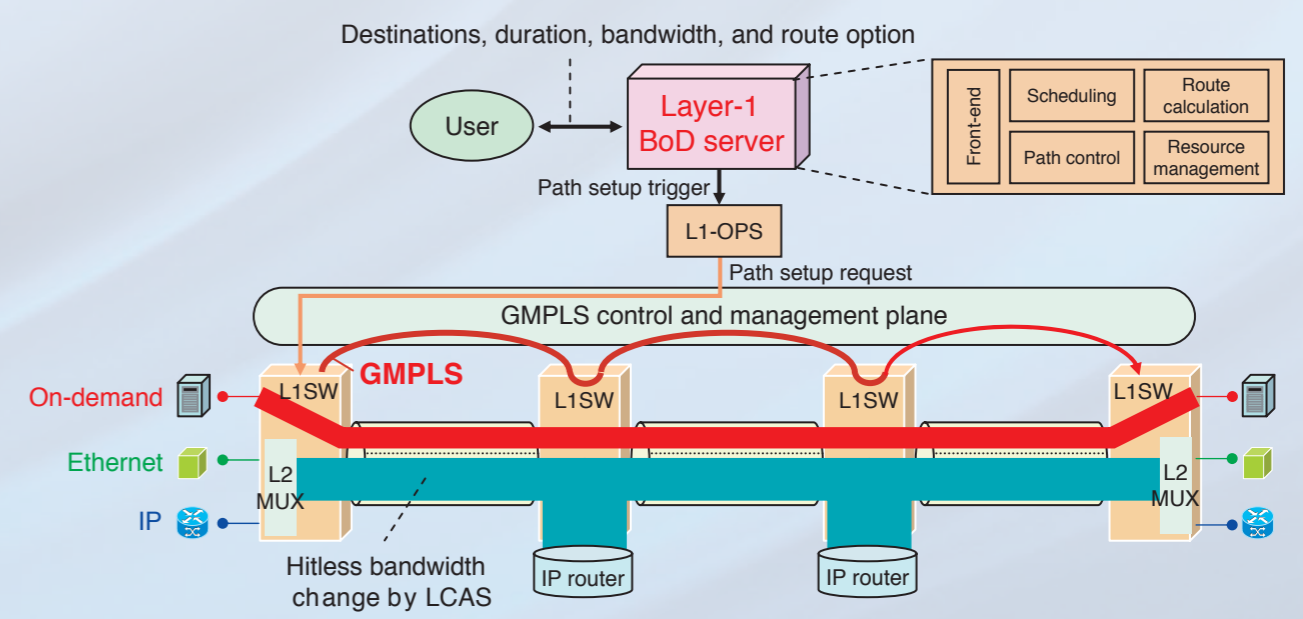 Destinations, duration, bandwidth, and route option
User
Layer-1
BoD server
Front-end
Scheduling
Route
calculation
Path control
Resource
management
Path setup trigger
L1-OPS
Path setup request
GMPLS control and management plane
GMPLS
On-demand
L1SW
L1SW
L1SW
L1SW
Ethernet
L2
MUX
L2
MUX
IP
Hitless bandwidth
change by LCAS
IP router
IP router